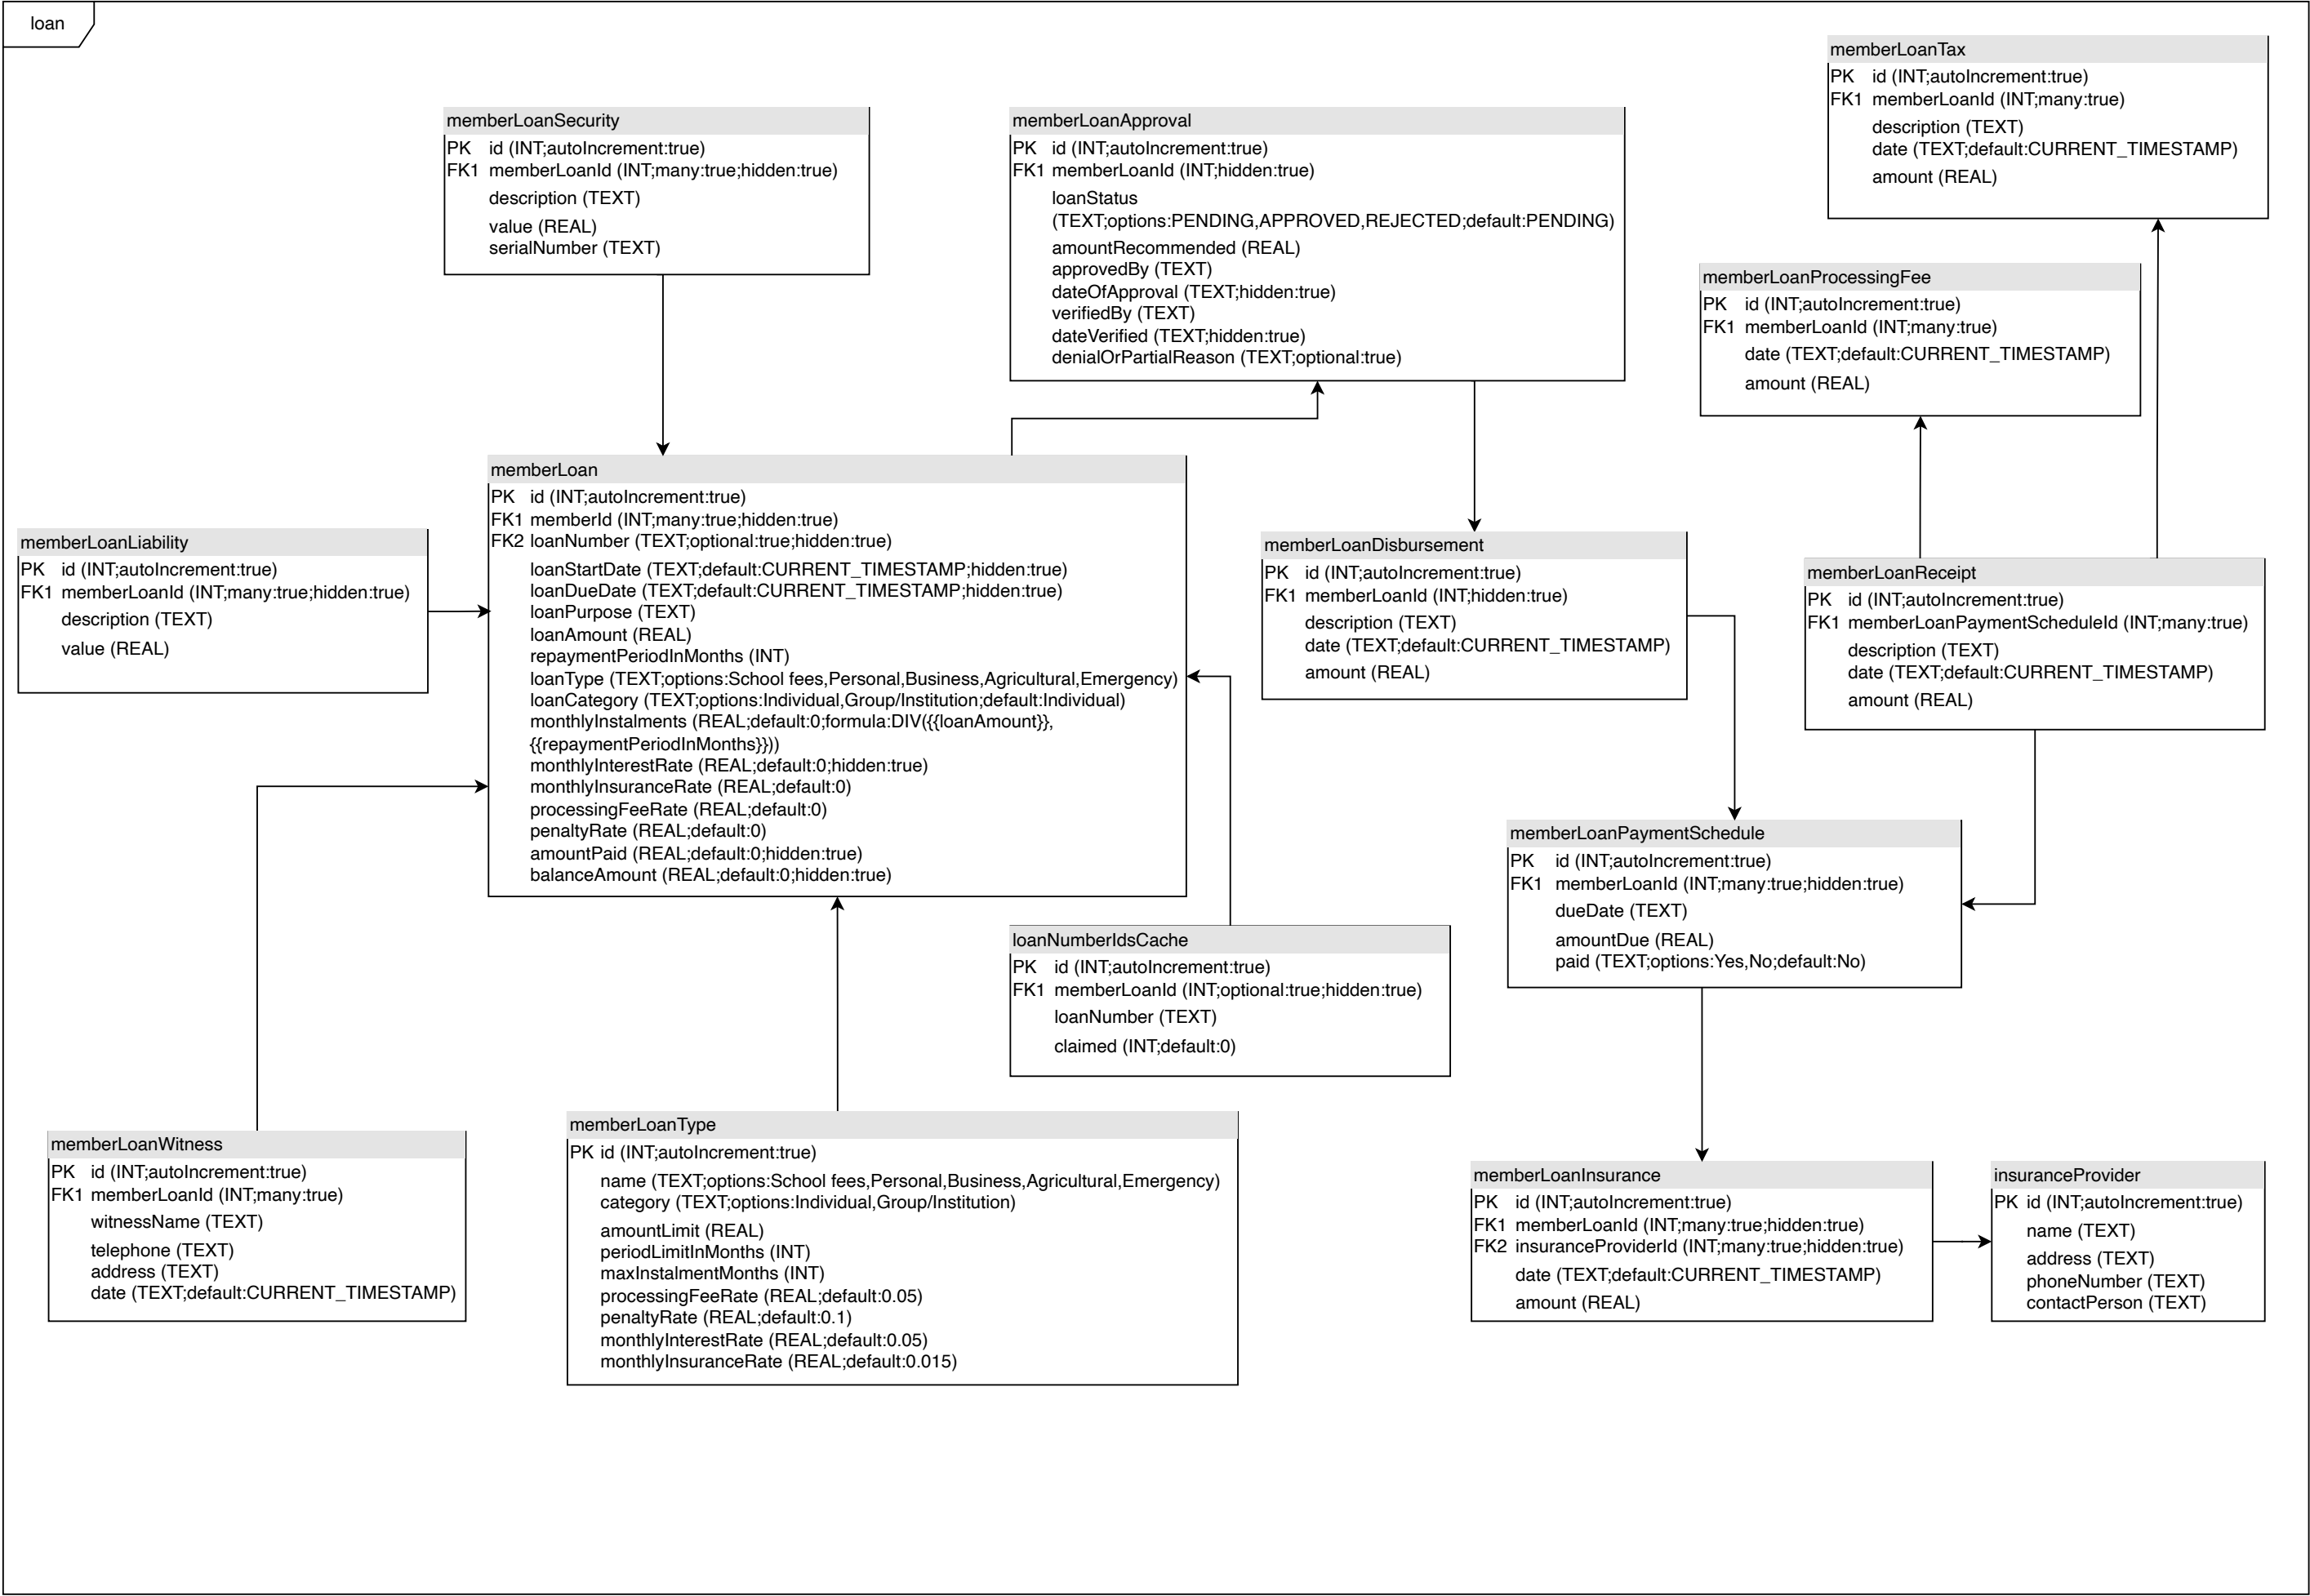 loan
memberLoanTax
PK id (INT;autoIncrement:true)
FK1 memberLoanId (INT;many:true)
description (TEXT)
date (TEXT;default:CURRENT_TIMESTAMP)
amount (REAL)
memberLoanSecurity
PK id (INT;autoIncrement:true)
FK1 memberLoanId (INT;many:true;hidden:true)
description (TEXT)
value (REAL)
serialNumber (TEXT)
memberLoanApproval
PK id (INT;autoIncrement:true)
FK1 memberLoanId (INT;hidden:true)
loanStatus
(TEXT;options:PENDING,APPROVED,REJECTED;default:PENDING)
amountRecommended (REAL)
approvedBy (TEXT)
dateOfApproval (TEXT;hidden:true)
verifiedBy (TEXT)
dateVerified (TEXT;hidden:true)
denialOrPartialReason (TEXT;optional:true)
memberLoanProcessingFee
PK id (INT;autoIncrement:true)
FK1 memberLoanId (INT;many:true)
date (TEXT;default:CURRENT_TIMESTAMP)
amount (REAL)
memberLoan
PK id (INT;autoIncrement:true)
FK1 memberId (INT;many:true;hidden:true)
FK2 loanNumber (TEXT;optional:true;hidden:true)
loanStartDate (TEXT;default:CURRENT_TIMESTAMP;hidden:true)
loanDueDate (TEXT;default:CURRENT_TIMESTAMP;hidden:true)
loanPurpose (TEXT)
loanAmount (REAL)
repaymentPeriodInMonths (INT)
loanType (TEXT;options:School fees,Personal,Business,Agricultural,Emergency)
loanCategory (TEXT;options:Individual,Group/Institution;default:Individual)
monthlyInstalments (REAL;default:0;formula:DIV({{loanAmount}},
{{repaymentPeriodInMonths}}))
monthlyInterestRate (REAL;default:0;hidden:true)
monthlyInsuranceRate (REAL;default:0)
processingFeeRate (REAL;default:0)
penaltyRate (REAL;default:0)
amountPaid (REAL;default:0;hidden:true)
balanceAmount (REAL;default:0;hidden:true)
memberLoanLiability
PK id (INT;autoIncrement:true)
FK1 memberLoanId (INT;many:true;hidden:true)
description (TEXT)
value (REAL)
memberLoanDisbursement
PK id (INT;autoIncrement:true)
FK1 memberLoanId (INT;hidden:true)
description (TEXT)
date (TEXT;default:CURRENT_TIMESTAMP)
amount (REAL)
memberLoanReceipt
PK id (INT;autoIncrement:true)
FK1 memberLoanPaymentScheduleId (INT;many:true)
description (TEXT)
date (TEXT;default:CURRENT_TIMESTAMP)
amount (REAL)
memberLoanPaymentSchedule
PK id (INT;autoIncrement:true)
FK1 memberLoanId (INT;many:true;hidden:true)
dueDate (TEXT)
amountDue (REAL)
paid (TEXT;options:Yes,No;default:No)
loanNumberIdsCache
PK id (INT;autoIncrement:true)
FK1 memberLoanId (INT;optional:true;hidden:true)
loanNumber (TEXT)
claimed (INT;default:0)
memberLoanWitness
PK id (INT;autoIncrement:true)
FK1 memberLoanId (INT;many:true)
witnessName (TEXT)
telephone (TEXT)
address (TEXT)
date (TEXT;default:CURRENT_TIMESTAMP)
memberLoanType
PK id (INT;autoIncrement:true)
name (TEXT;options:School fees,Personal,Business,Agricultural,Emergency)
category (TEXT;options:Individual,Group/Institution)
amountLimit (REAL)
periodLimitInMonths (INT)
maxInstalmentMonths (INT)
processingFeeRate (REAL;default:0.05)
penaltyRate (REAL;default:0.1)
monthlyInterestRate (REAL;default:0.05)
monthlyInsuranceRate (REAL;default:0.015)
memberLoanInsurance
PK id (INT;autoIncrement:true)
FK1 memberLoanId (INT;many:true;hidden:true)
FK2 insuranceProviderId (INT;many:true;hidden:true)
date (TEXT;default:CURRENT_TIMESTAMP)
amount (REAL)
insuranceProvider
PK id (INT;autoIncrement:true)
name (TEXT)
address (TEXT)
phoneNumber (TEXT)
contactPerson (TEXT)